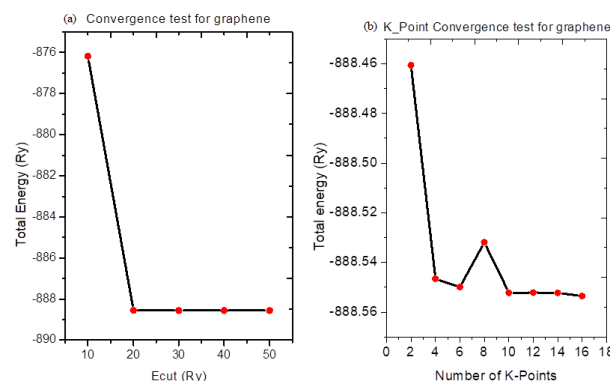 (a) Convergence test for graphene
-876
-878
-880
-882
-884
-886
-888
-890
Total Energy (Ry)
10 20 30 40 50
Ecut (Ry)
(b) K_Point Convergence test for graphene
-888.46
-888.48
-888.50
-888.52
-888.54
-888.56
Total energy (Ry)
0 2 4 6 8 10 12 14 16 18
Number of K-Points